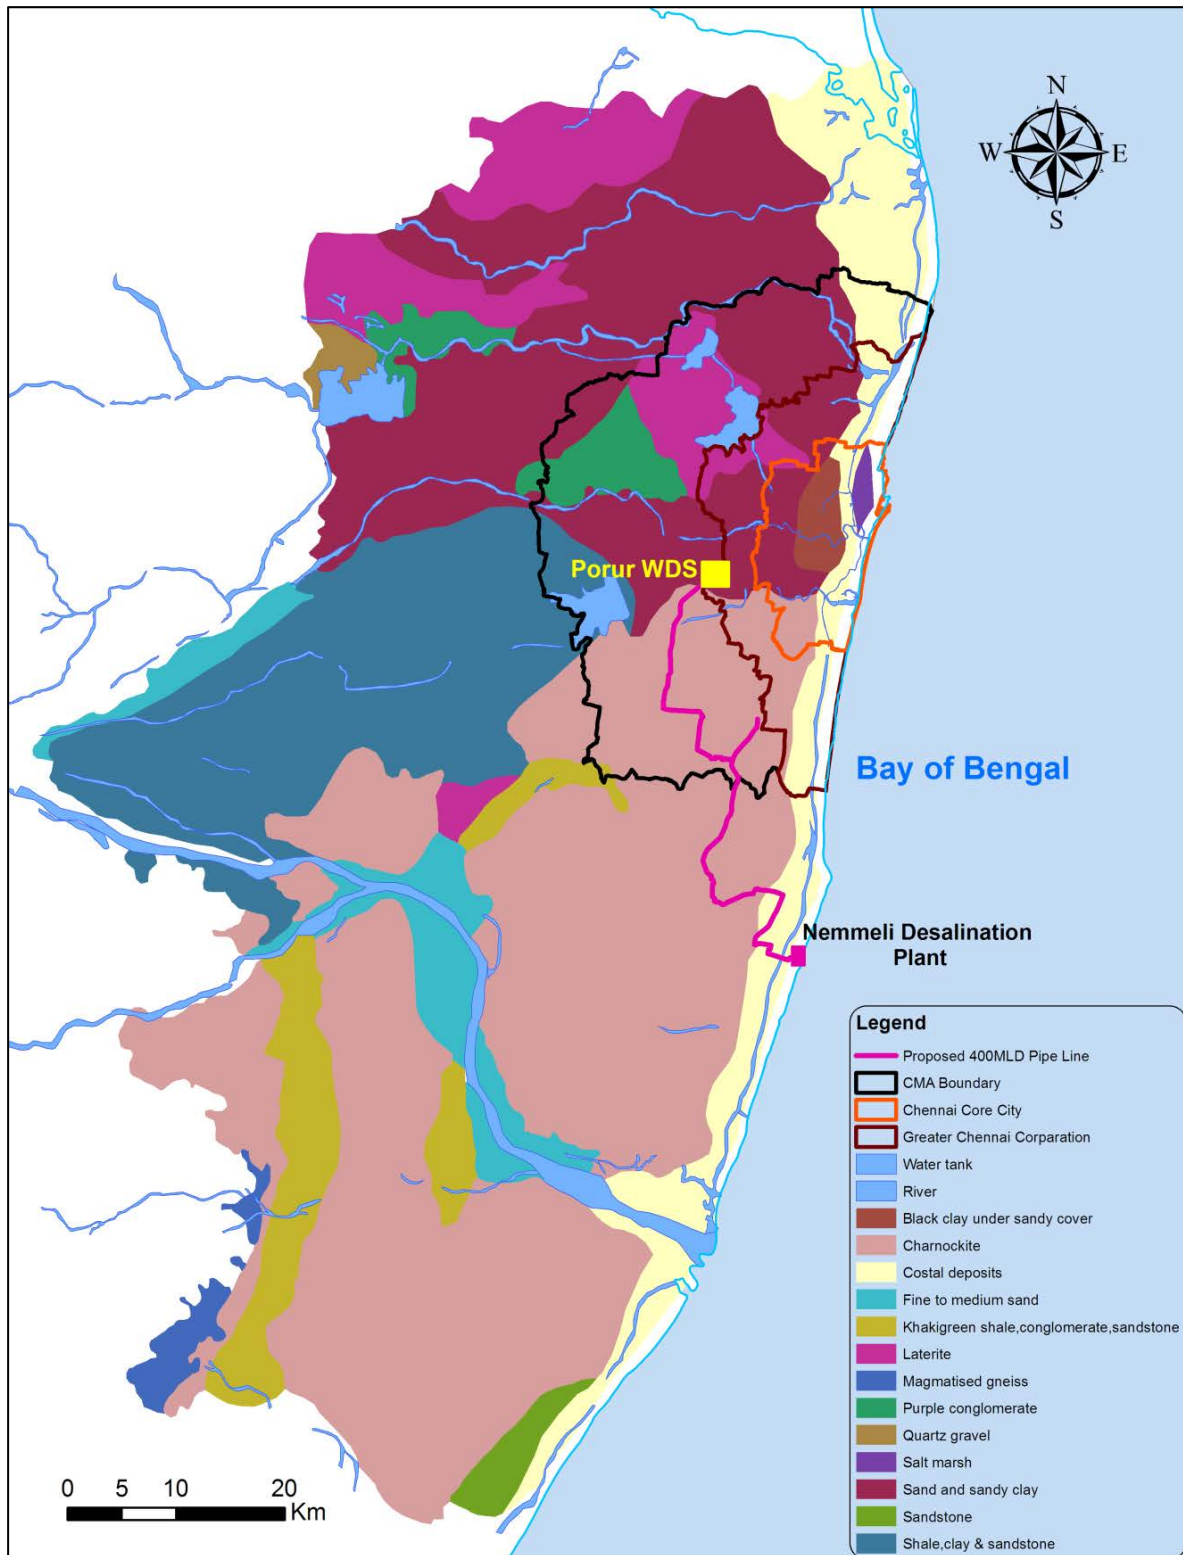 N
W E
S
Porur WDS
Bay of Bengal
Nemmeli Desalination
Plant
Legend
Proposed 400MLD Pipe Line
CMA Boundary
Chennai Core City
Greater Chennai Corparation
Water tank
River
Black clay under sandy cover
Charnockite
Costal deposits
Fine to medium sand
Khakigreen shale,conglomerate,sandstone
Laterite
Magmatised gneiss
Purple conglomerate
Quartz gravel
Salt marsh
Sand and sandy clay
Sandstone
Shale,clay & sandstone
0 5 10 20
Km